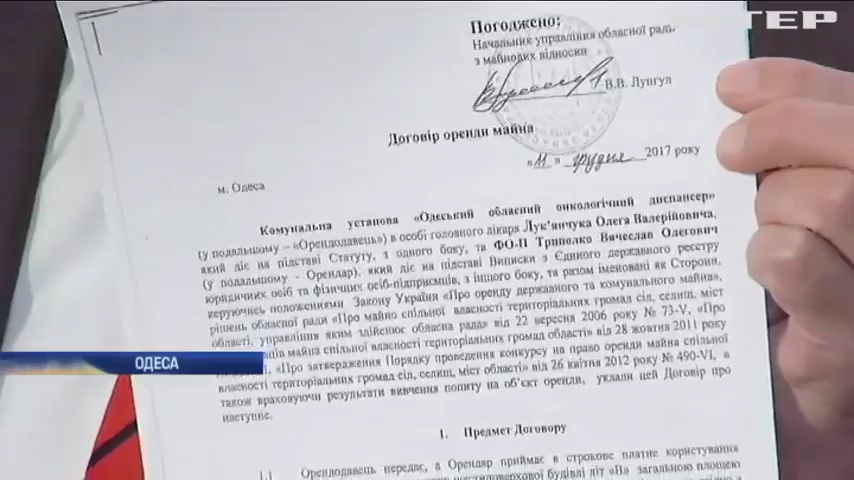 ТЕР
Погоджено:
Начальник управління обласної ради
з майнових відносин
В.В. Лунгул
Договір оренди майна
«11» грудня 2017 року
м. Одеса
Комунальна установа «Одеський обласний онкологічний диспансер»
(у подальшому – «Орендодавець») в особі головного лікаря Лук'янчука Олега Валерійовича,
який діє на підставі Статуту, з одного боку, та ФО-П Триполко Вячеслав Олегович
(у подальшому - Орендар), який діє на підставі Виписки з Єдиного державного реєстру
юридичних осіб та фізичних осіб-підприємців, з іншого боку, та разом іменовані як Сторони,
керуючись положеннями Закону України «Про оренду державного та комунального майна»,
рішень обласної ради «Про майно спільної власності територіальних громад сіл, селищ, міст
області, управління яким здійснює обласна рада» від 22 вересня 2006 року № 73-V, «Про
майна спільної власності територіальних громад області» від 28 жовтня 2011 року
«Про затвердження Порядку проведення конкурсу на право оренди майна спільної
власності територіальних громад сіл, селищ, міст області» від 26 квітня 2012 року № 490-VI, а
також враховуючи результати вивчення попиту на об'єкт оренди, уклали цей Договір про
наступне.
ОДЕСА
1. Предмет Договору
1.1 Орендодавець передає, а Орендар приймає в строкове платне користування
будівлі літ «В» загальною площею